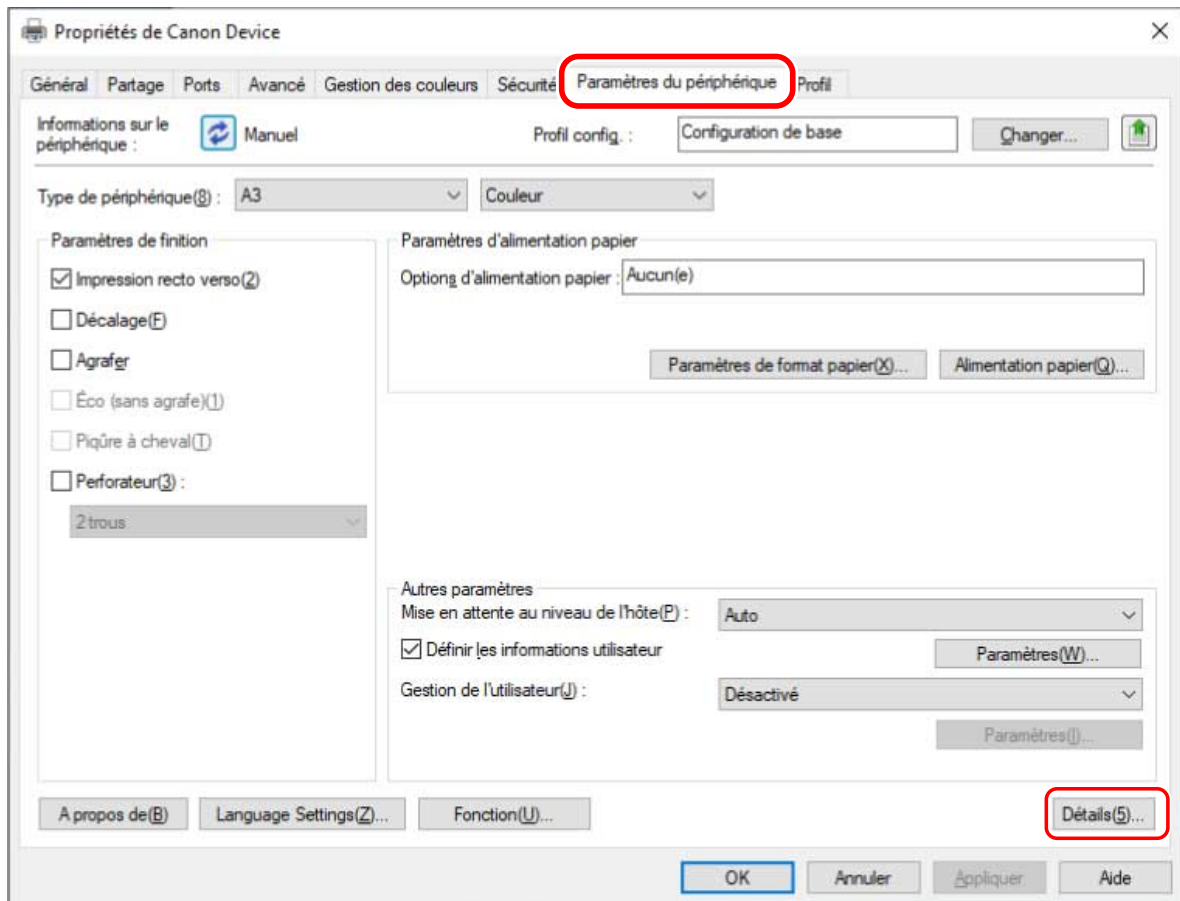 Propriétés de Canon Device
Général Partage Ports Avancé Gestion des couleurs Sécurité Paramètres du périphérique Profil
Informations sur le
périphérique :
Manuel
Profil config. : Configuration de base Changer...
Type de périphérique(8) : A3 Couleur
Paramètres de finition
Impression recto verso(2)
Décalage(F)
Agrafer
Éco (sans agrafe)(1)
Piqûre à cheval(T)
Perforateur(3) :
2 trous
Paramètres d'alimentation papier
Options d'alimentation papier : Aucun(e)
Paramètres de format papier(X)... Alimentation papier(Q)...
Autres paramètres
Mise en attente au niveau de l'hôte(P) : Auto
Définir les informations utilisateur Paramètres(W)...
Gestion de l'utilisateur(J) : Désactivé
Paramètres(I)...
A propos de(B) Language Settings(Z)... Fonction(U)... Détails(5)...
OK Annuler Appliquer Aide